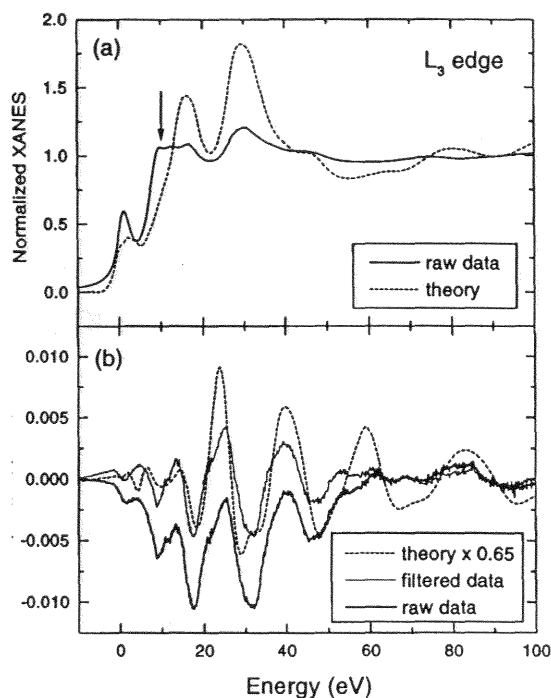 (a)
L3 edge
Normalized XANES
2.0
1.5
1.0
0.5
0.0
raw data
theory
(b)
0.010
0.005
0.000
-0.005
-0.010
theory x 0.65
filtered data
raw data
0
20
40
60
80
100
Energy (eV)